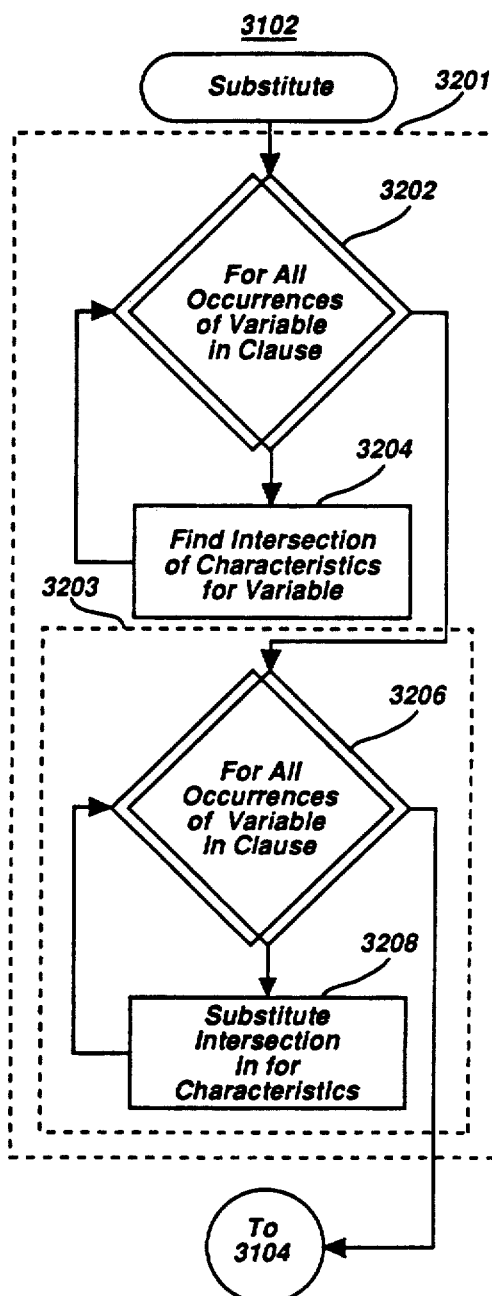 3102
Substitute
3201
3202
For All
Occurrences
of Variable
in Clause
3204
Find Intersection
of Characteristics
for Variable
3203
3206
For All
Occurrences
of Variable
in Clause
3208
Substitute
Intersection
In for
Characteristics
To
3104